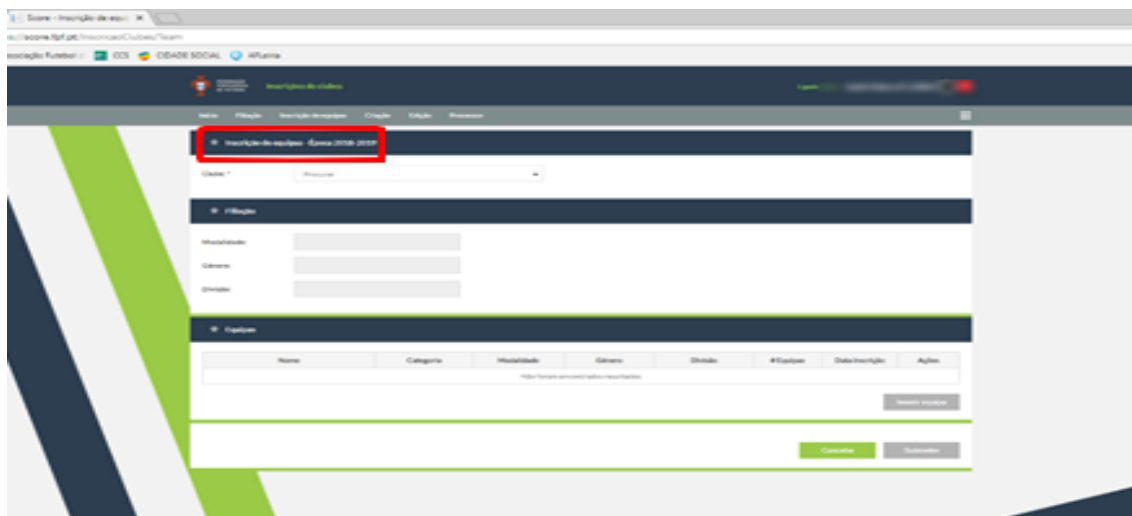 Score - Inscrição de equi
score.fpf.pt/InscricaoClubes/Team
CCS CIDADE SOCIAL AFLeiria
Inscrições de clubes
Início Filiação Inscrição de equipas Criação Edição Processos
Inscrição de equipas - Época 2018-2019
Clube: * Procurar
Filiação
Modalidade:
Género:
Divisão:
Equipas
Nome Categoria Modalidade Género Divisão # Equipas Data Inscrição Ações
Não foram encontrados resultados
Inserir equipa
Cancelar Submeter